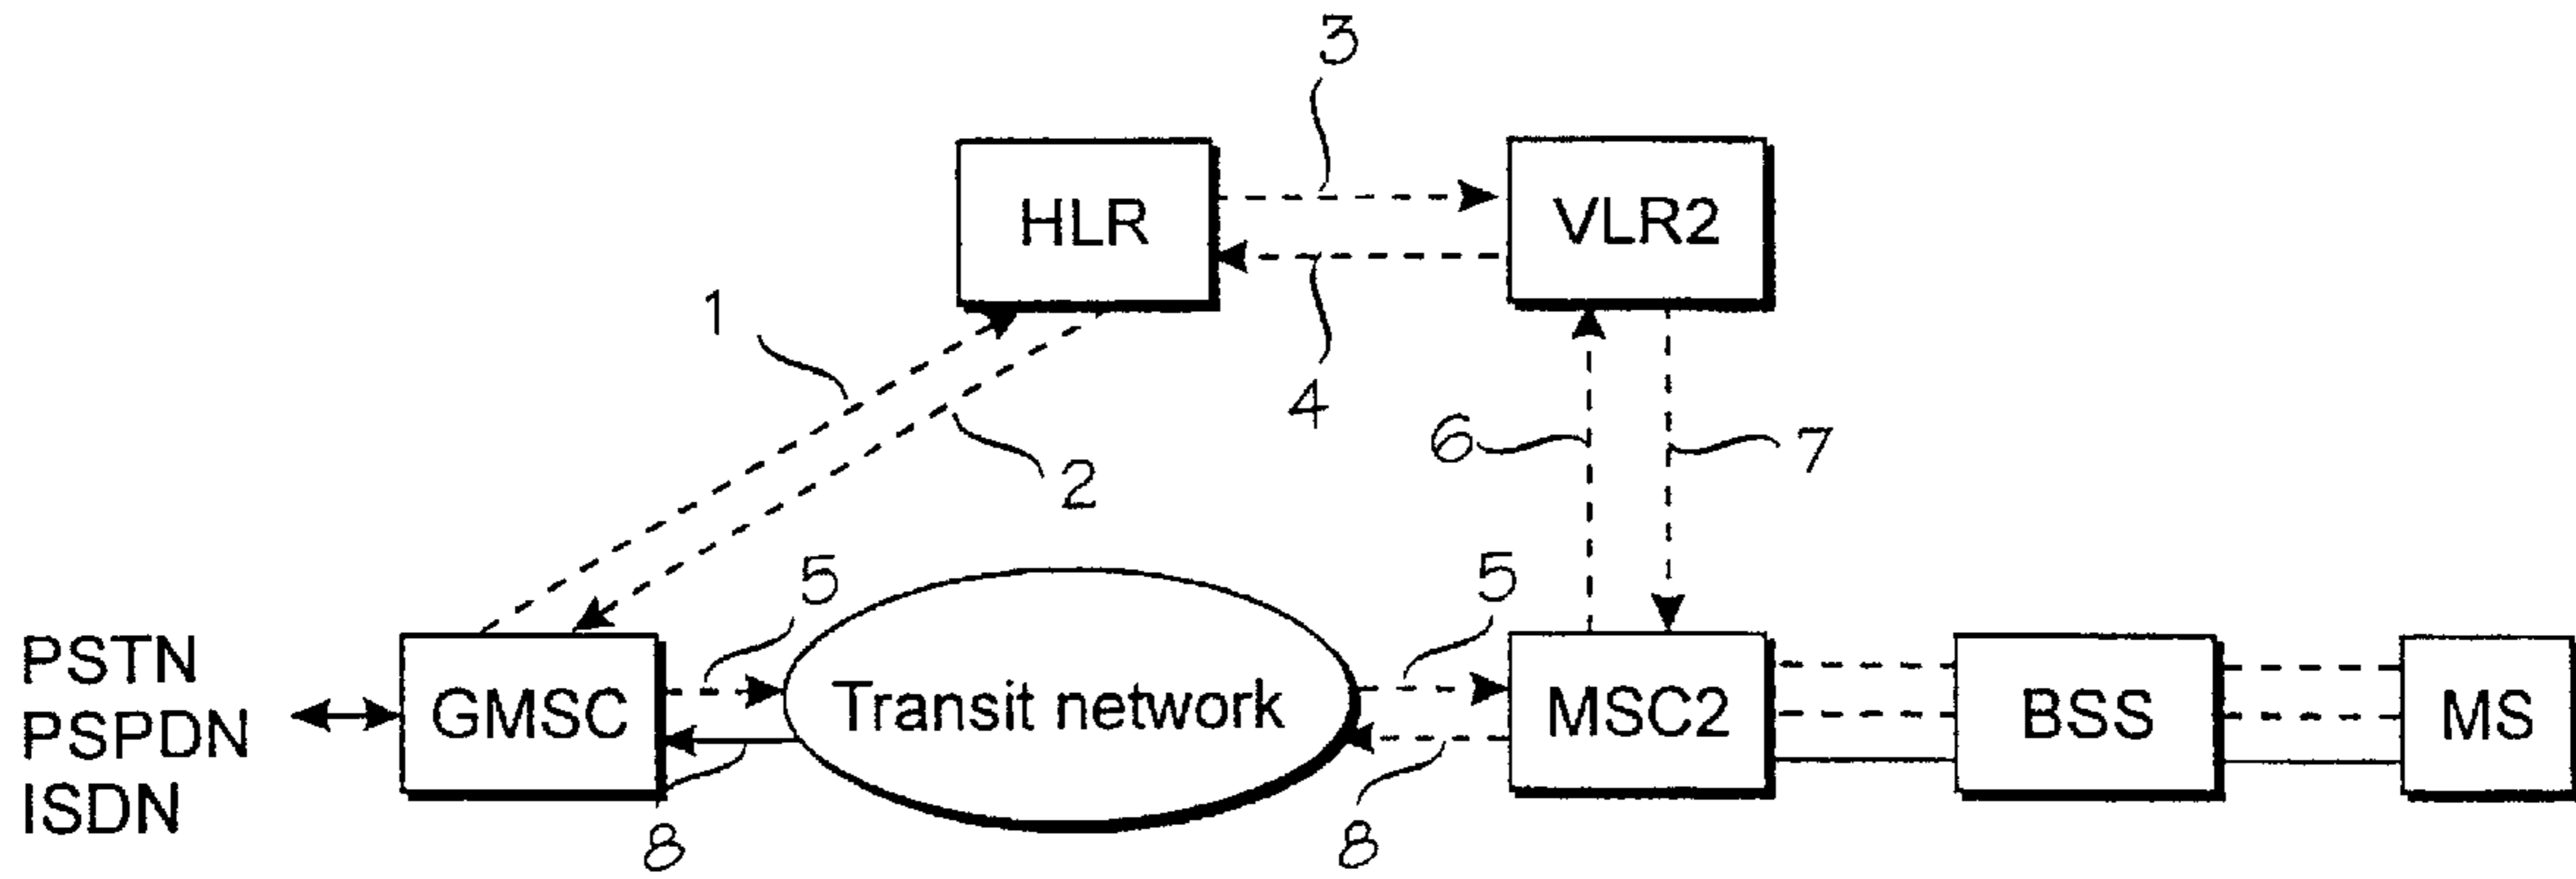 3
HLR
VLR2
1
2
4
6
7
5
5
PSTN
PSPDN
ISDN
GMSC
Transit network
MSC2
BSS
MS
8
8